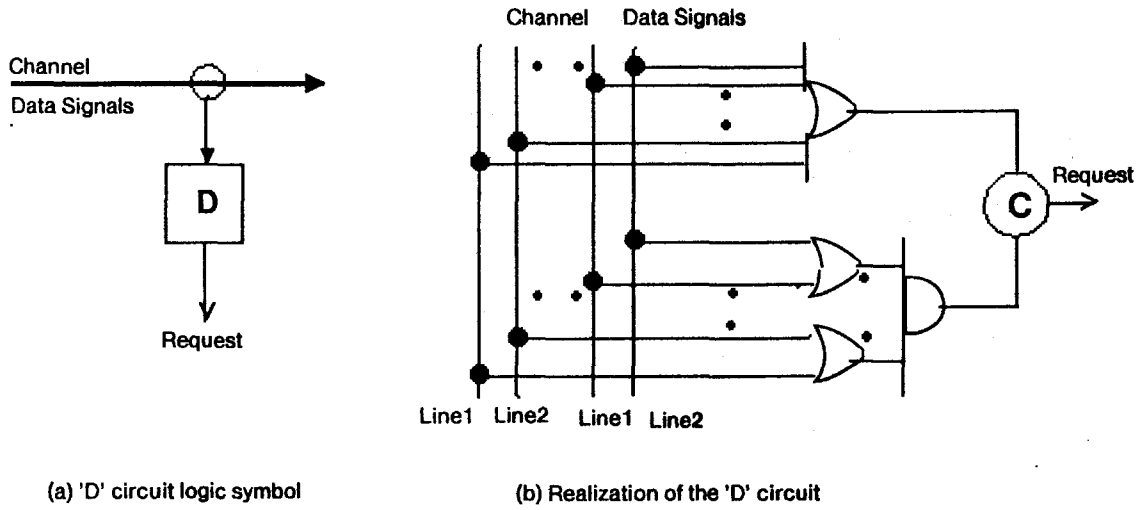 Channel
Data Signals
D
Request
(a) 'D' circuit logic symbol
Channel Data Signals
C
Request
Line1 Line2 Line1 Line2
(b) Realization of the 'D' circuit